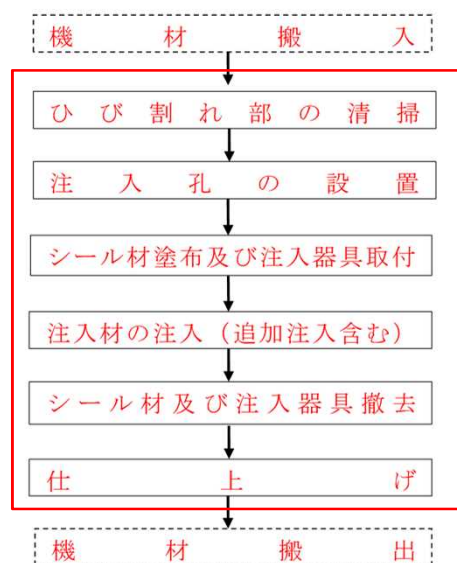 機材搬入
ひび割れ部の清掃
注入孔の設置
シール材塗布及び注入器具取付
注入材の注入（追加注入含む）
シール材及び注入器具撤去
仕上げ
機材搬出